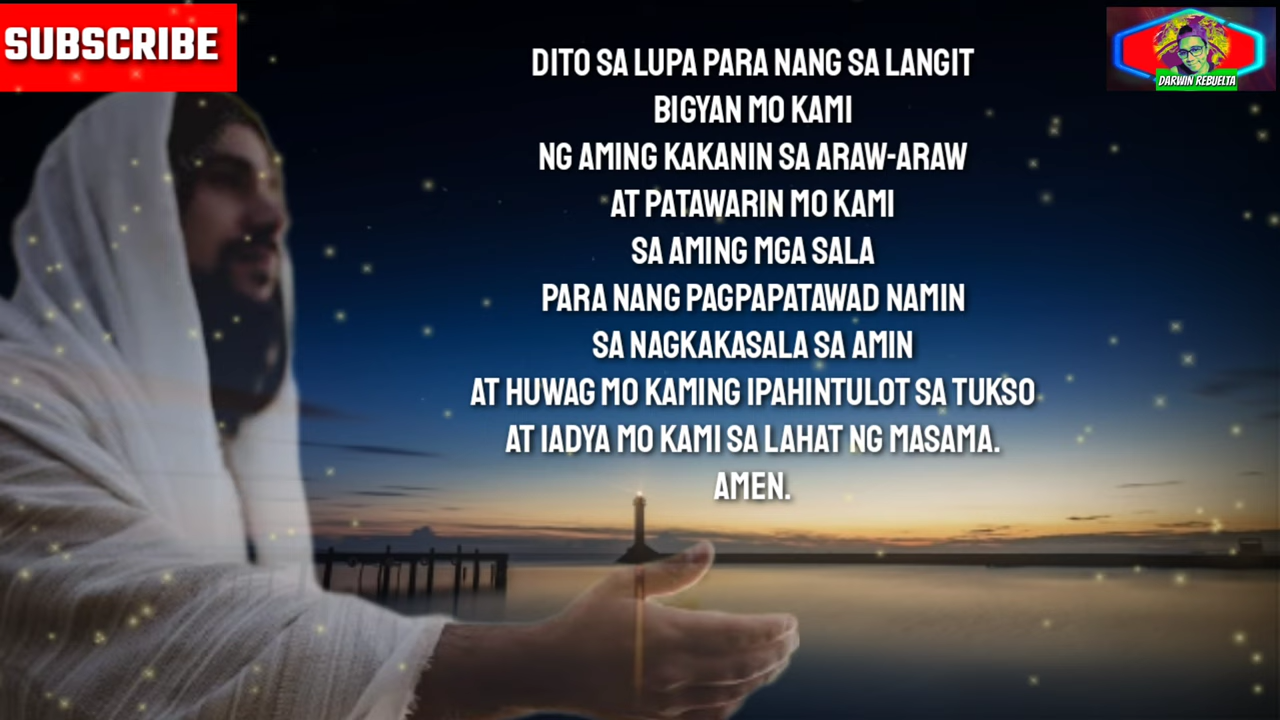 SUBSCRIBE
DARWIN REBUELTA
DITO SA LUPA PARA NANG SA LANGIT
BIGYAN MO KAMI
NG AMING KAKANIN SA ARAW-ARAW
AT PATAWARIN MO KAMI
SA AMING MGA SALA
PARA NANG PAGPAPATAWAD NAMIN
SA NAGKAKASALA SA AMIN
AT HUWAG MO KAMING IPAHINTULOT SA TUKSO
AT IADYA MO KAMI SA LAHAT NG MASAMA.
AMEN.